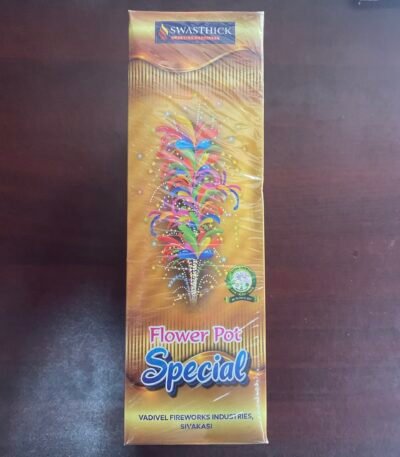 SWASTHICK
Flower Pot
Special
VADIVEL FIREWORKS INDUSTRIES,
SIVAKASI